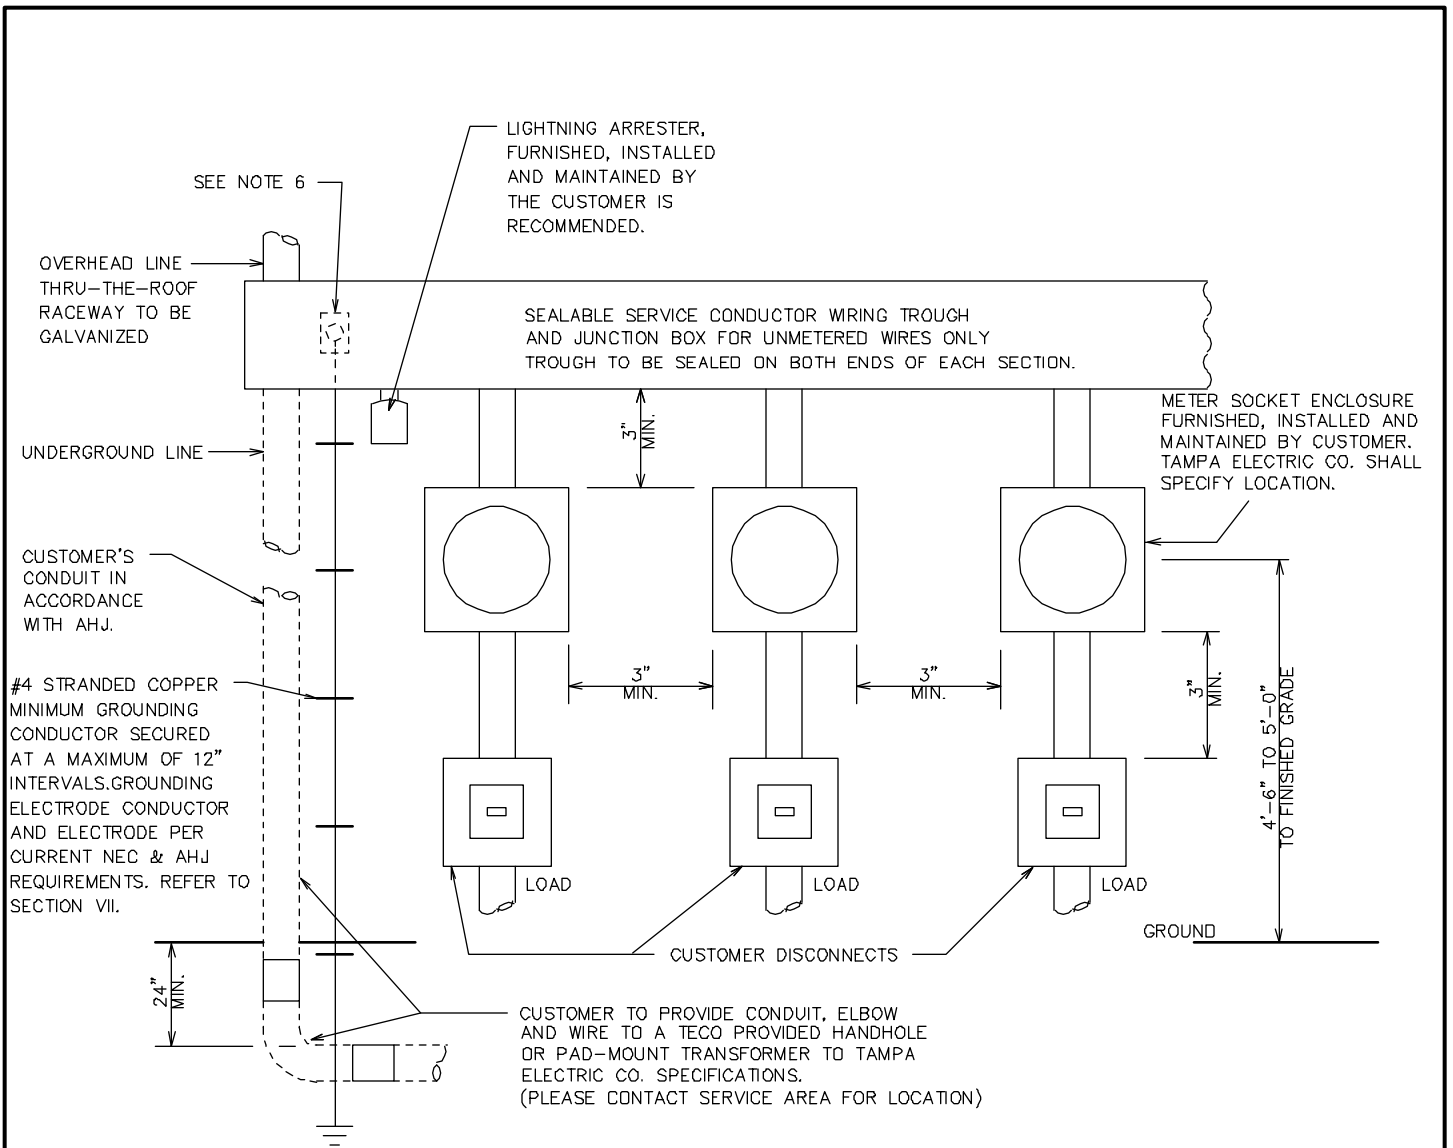 LIGHTNING ARRESTER,
FURNISHED, INSTALLED
AND MAINTAINED BY
THE CUSTOMER IS
RECOMMENDED.
SEE NOTE 6
OVERHEAD LINE
THRU-THE-ROOF
RACEWAY TO BE
GALVANIZED
SEALABLE SERVICE CONDUCTOR WIRING TROUGH
AND JUNCTION BOX FOR UNMETERED WIRES ONLY
TROUGH TO BE SEALED ON BOTH ENDS OF EACH SECTION.
METER SOCKET ENCLOSURE
FURNISHED, INSTALLED AND
MAINTAINED BY CUSTOMER.
TAMPA ELECTRIC CO. SHALL
SPECIFY LOCATION.
3"
MIN.
UNDERGROUND LINE
CUSTOMER'S
CONDUIT IN
ACCORDANCE
WITH AHJ.
3"
MIN.
3"
MIN.
3"
MIN.
4'-6" TO 5'-0"
TO FINISHED GRADE
#4 STRANDED COPPER
MINIMUM GROUNDING
CONDUCTOR SECURED
AT A MAXIMUM OF 12"
INTERVALS.GROUNDING
ELECTRODE CONDUCTOR
AND ELECTRODE PER
CURRENT NEC & AHJ
REQUIREMENTS. REFER TO
SECTION VII.
LOAD
LOAD
LOAD
GROUND
CUSTOMER DISCONNECTS
24"
MIN.
CUSTOMER TO PROVIDE CONDUIT, ELBOW
AND WIRE TO A TECO PROVIDED HANDHOLE
OR PAD-MOUNT TRANSFORMER TO TAMPA
ELECTRIC CO. SPECIFICATIONS.
(PLEASE CONTACT SERVICE AREA FOR LOCATION)